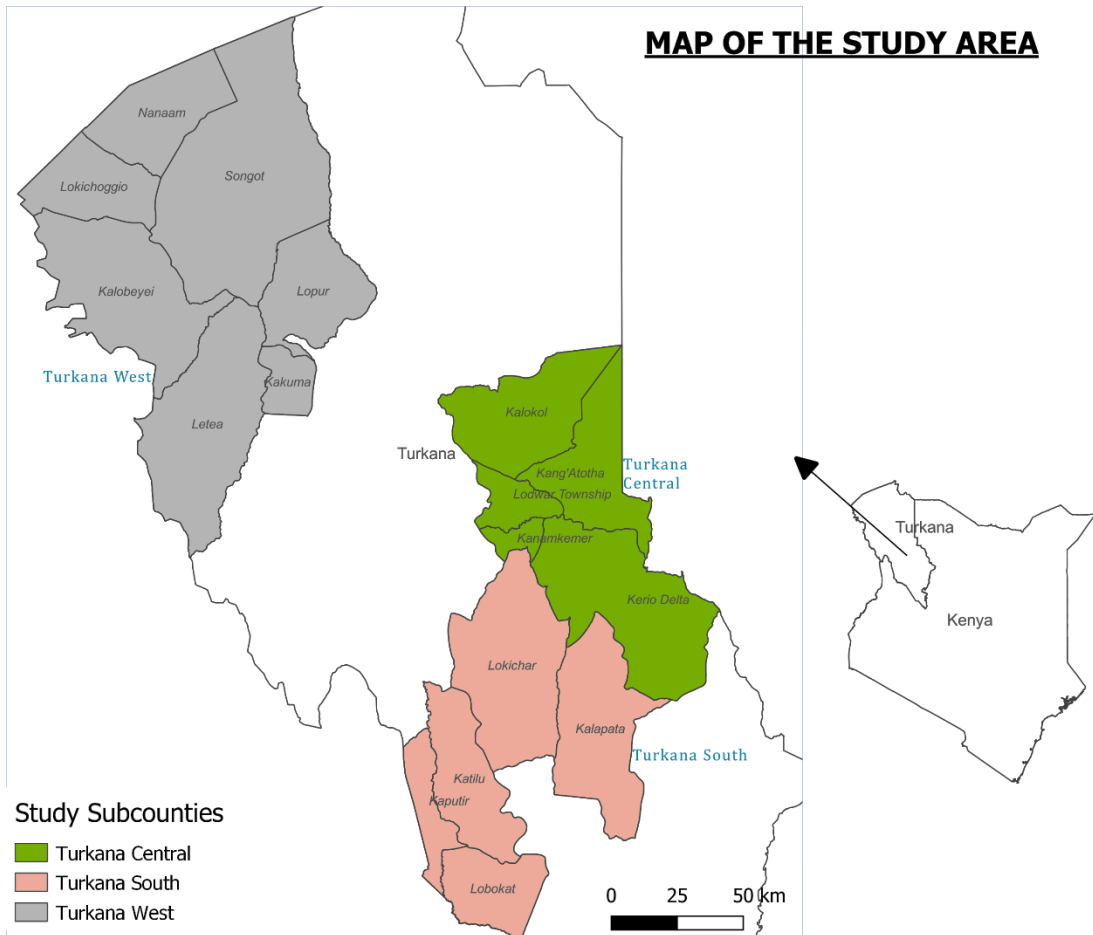 MAP OF THE STUDY AREA
Nanaam
Songot
Lokichoggio
Kalobeyei
Lopur
Turkana West
Kakuma
Letea
Kalokol
Turkana
Kang'Atotha
Turkana
Central
Lodwar Township
Kanamkemer
Kerio Delta
Lokichar
Kalapata
Turkana South
Katilu
Kaputir
Lobokat
Turkana
Kenya
Study Subcounties
Turkana Central
Turkana South
Turkana West
0 25 50 km